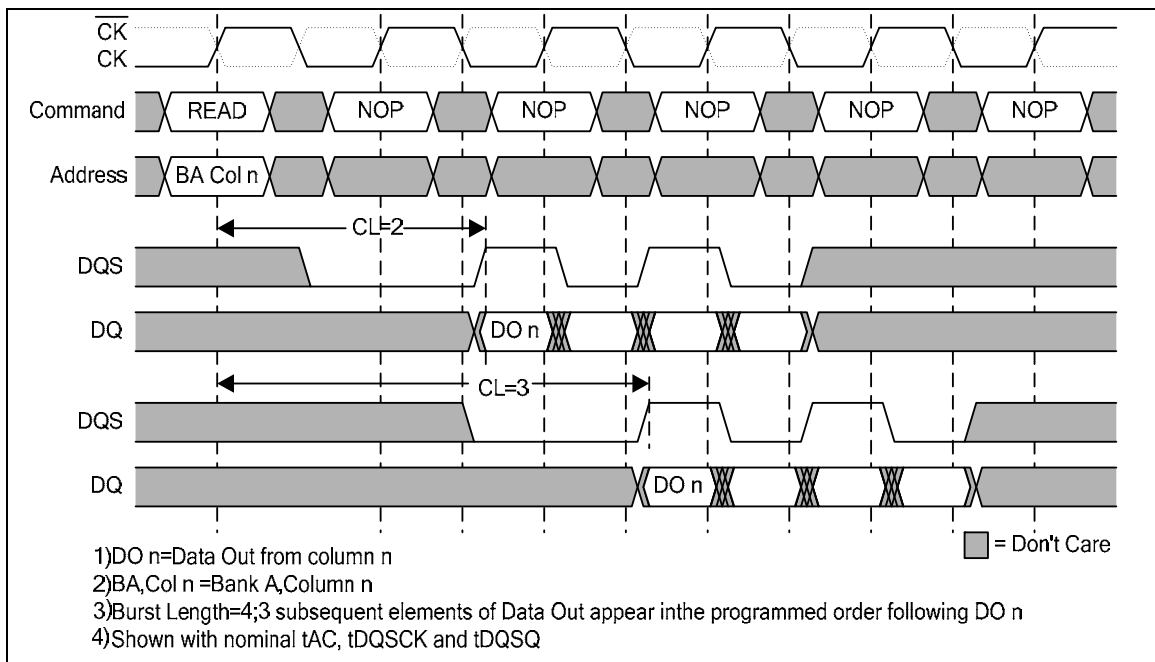 CK
CK
Command READ NOP NOP NOP NOP NOP
Address BA Col n
CL=2
DQS
DQ DO n
CL=3
DQS
DQ DO n
= Don't Care
1)DO n=Data Out from column n
2)BA,Col n =Bank A,Column n
3)Burst Length=4;3 subsequent elements of Data Out appear inthe programmed order following DO n
4)Shown with nominal tAC, tDQSCK and tDQSQ